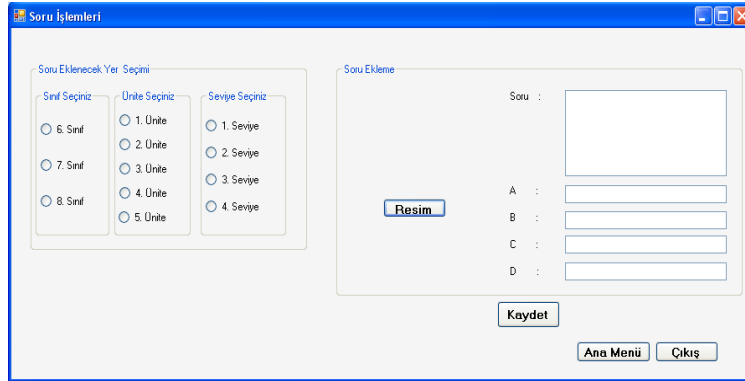 Soru İşlemleri
Soru Eklenecek Yer Seçimi
Sınıf Seçiniz
6. Sınıf
7. Sınıf
8. Sınıf
Ünite Seçiniz
1. Ünite
2. Ünite
3. Ünite
4. Ünite
5. Ünite
Seviye Seçiniz
1. Seviye
2. Seviye
3. Seviye
4. Seviye
Soru Ekleme
Soru :
Resim
A :
B :
C :
D :
Kaydet
Ana Menü
Çıkış